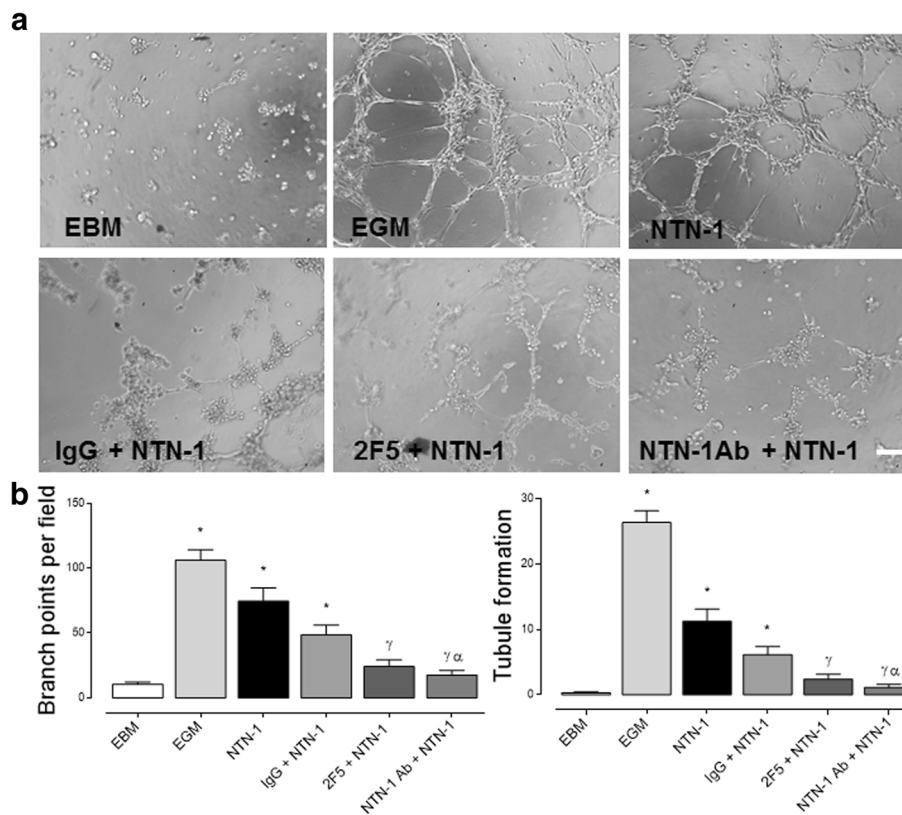 a
EBM
EGM
NTN-1
IgG + NTN-1
2F5 + NTN-1
NTN-1Ab + NTN-1
b
Branch points per field
150
100
50
0
*
*
*
γ
γ α
EBM
EGM
NTN-1
IgG + NTN-1
2F5 + NTN-1
NTN-1 Ab + NTN-1
Tubule formation
30
20
10
0
*
*
*
γ
γ α
EBM
EGM
NTN-1
IgG + NTN-1
2F5 + NTN-1
NTN-1 Ab + NTN-1